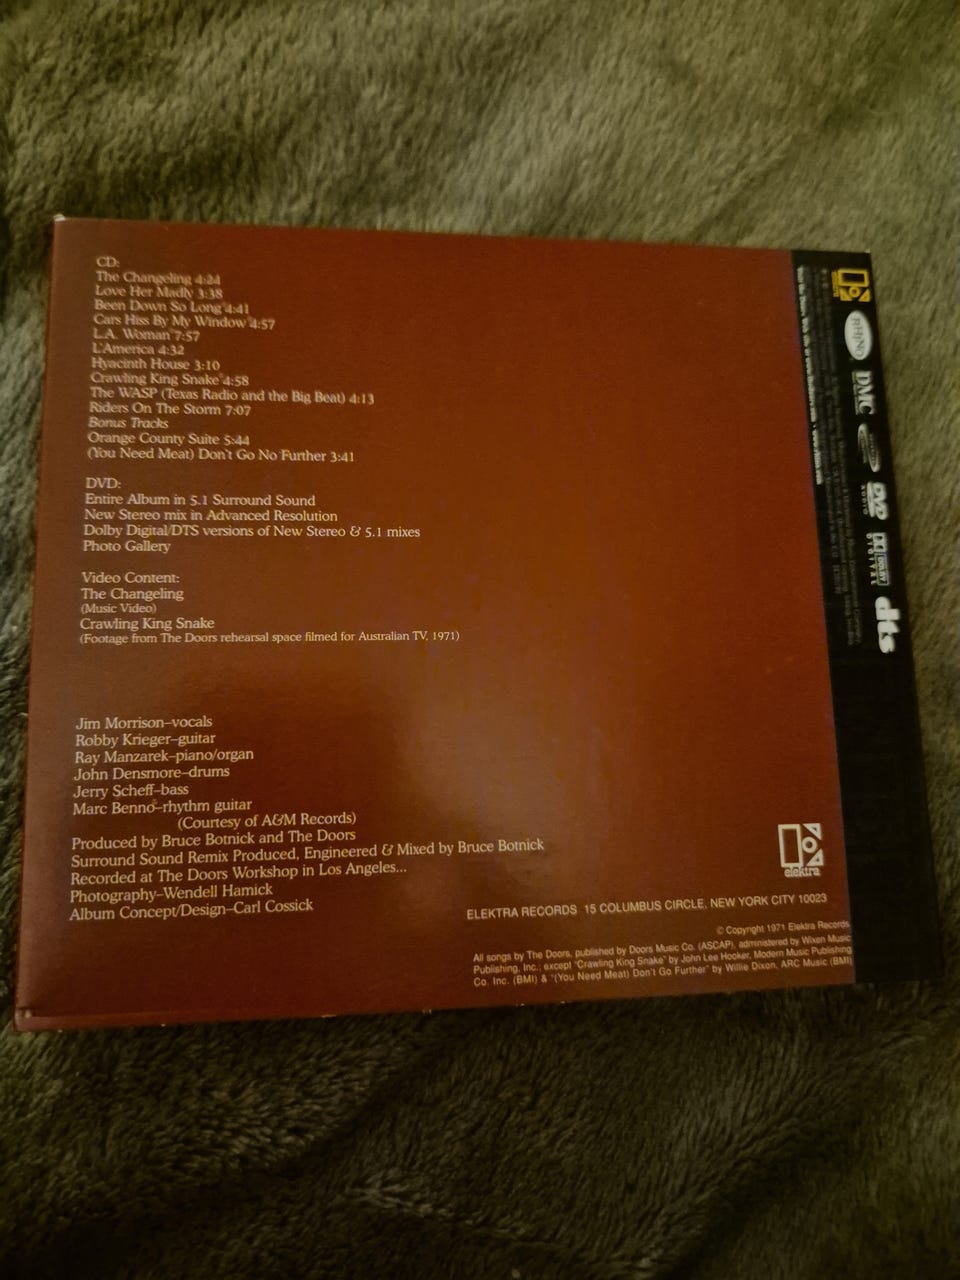 CD:
The Changeling 4:24
Love Her Madly 3:38
Been Down So Long 4:41
Cars Hiss By My Window 4:57
L.A. Woman 7:57
L'America 4:32
Hyacinth House 3:10
Crawling King Snake 4:58
The WASP (Texas Radio and the Big Beat) 4:13
Riders On The Storm 7:07
Bonus Tracks
Orange County Suite 5:44
(You Need Meat) Don't Go No Further 3:41
DVD:
Entire Album in 5.1 Surround Sound
New Stereo mix in Advanced Resolution
Dolby Digital/DTS versions of New Stereo & 5.1 mixes
Photo Gallery
Video Content:
The Changeling
(Music Video)
Crawling King Snake
(Footage from The Doors rehearsal space filmed for Australian TV, 1971)
Jim Morrison–vocals
Robby Krieger–guitar
Ray Manzarek–piano/organ
John Densmore–drums
Jerry Scheff–bass
Marc Benno–rhythm guitar
(Courtesy of A&M Records)
Produced by Bruce Botnick and The Doors
Surround Sound Remix Produced, Engineered & Mixed by Bruce Botnick
Recorded at The Doors Workshop in Los Angeles...
Photography–Wendell Hamick
Album Concept/Design–Carl Cossick
elektra
ELEKTRA RECORDS 15 COLUMBUS CIRCLE, NEW YORK CITY 10023
© Copyright 1971 Elektra Records
All songs by The Doors, published by Doors Music Co. (ASCAP), administered by Wixen Music
Publishing, Inc.; except "Crawling King Snake" by John Lee Hooker, Modern Music Publishing
Co. Inc. (BMI) & "(You Need Meat) Don't Go Further" by Willie Dixon, ARC Music (BMI)
RHINO
DMC
DVD
AUDIO
DOLBY
DIGITAL
dts